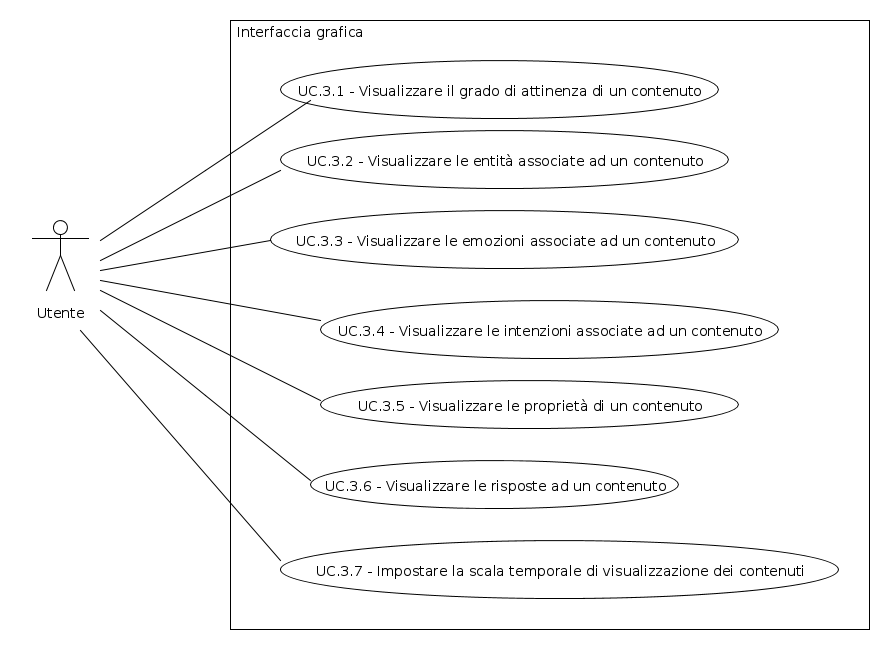 Interfaccia grafica
UC.3.1 - Visualizzare il grado di attinenza di un contenuto
UC.3.2 - Visualizzare le entità associate ad un contenuto
UC.3.3 - Visualizzare le emozioni associate ad un contenuto
Utente
UC.3.4 - Visualizzare le intenzioni associate ad un contenuto
UC.3.5 - Visualizzare le proprietà di un contenuto
UC.3.6 - Visualizzare le risposte ad un contenuto
UC.3.7 - Impostare la scala temporale di visualizzazione dei contenuti